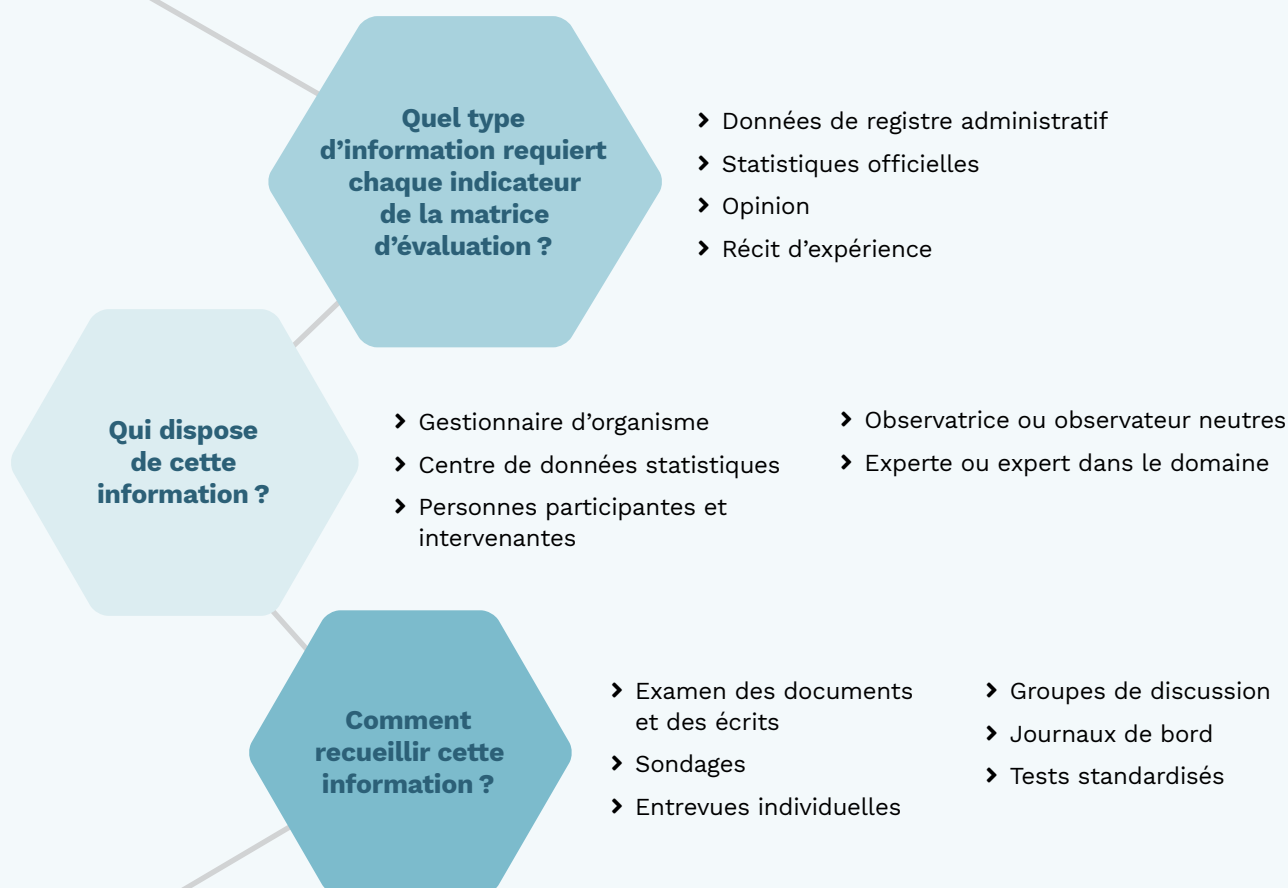 Quel type
d’information requiert
chaque indicateur
de la matrice
d’évaluation ?
Données de registre administratif
Statistiques officielles
Opinion
Récit d’expérience
Qui dispose
de cette
information ?
Gestionnaire d’organisme
Centre de données statistiques
Personnes participantes et
intervenantes
Observatrice ou observateur neutres
Experte ou expert dans le domaine
Comment
recueillir cette
information ?
Examen des documents
et des écrits
Sondages
Entrevues individuelles
Groupes de discussion
Journaux de bord
Tests standardisés